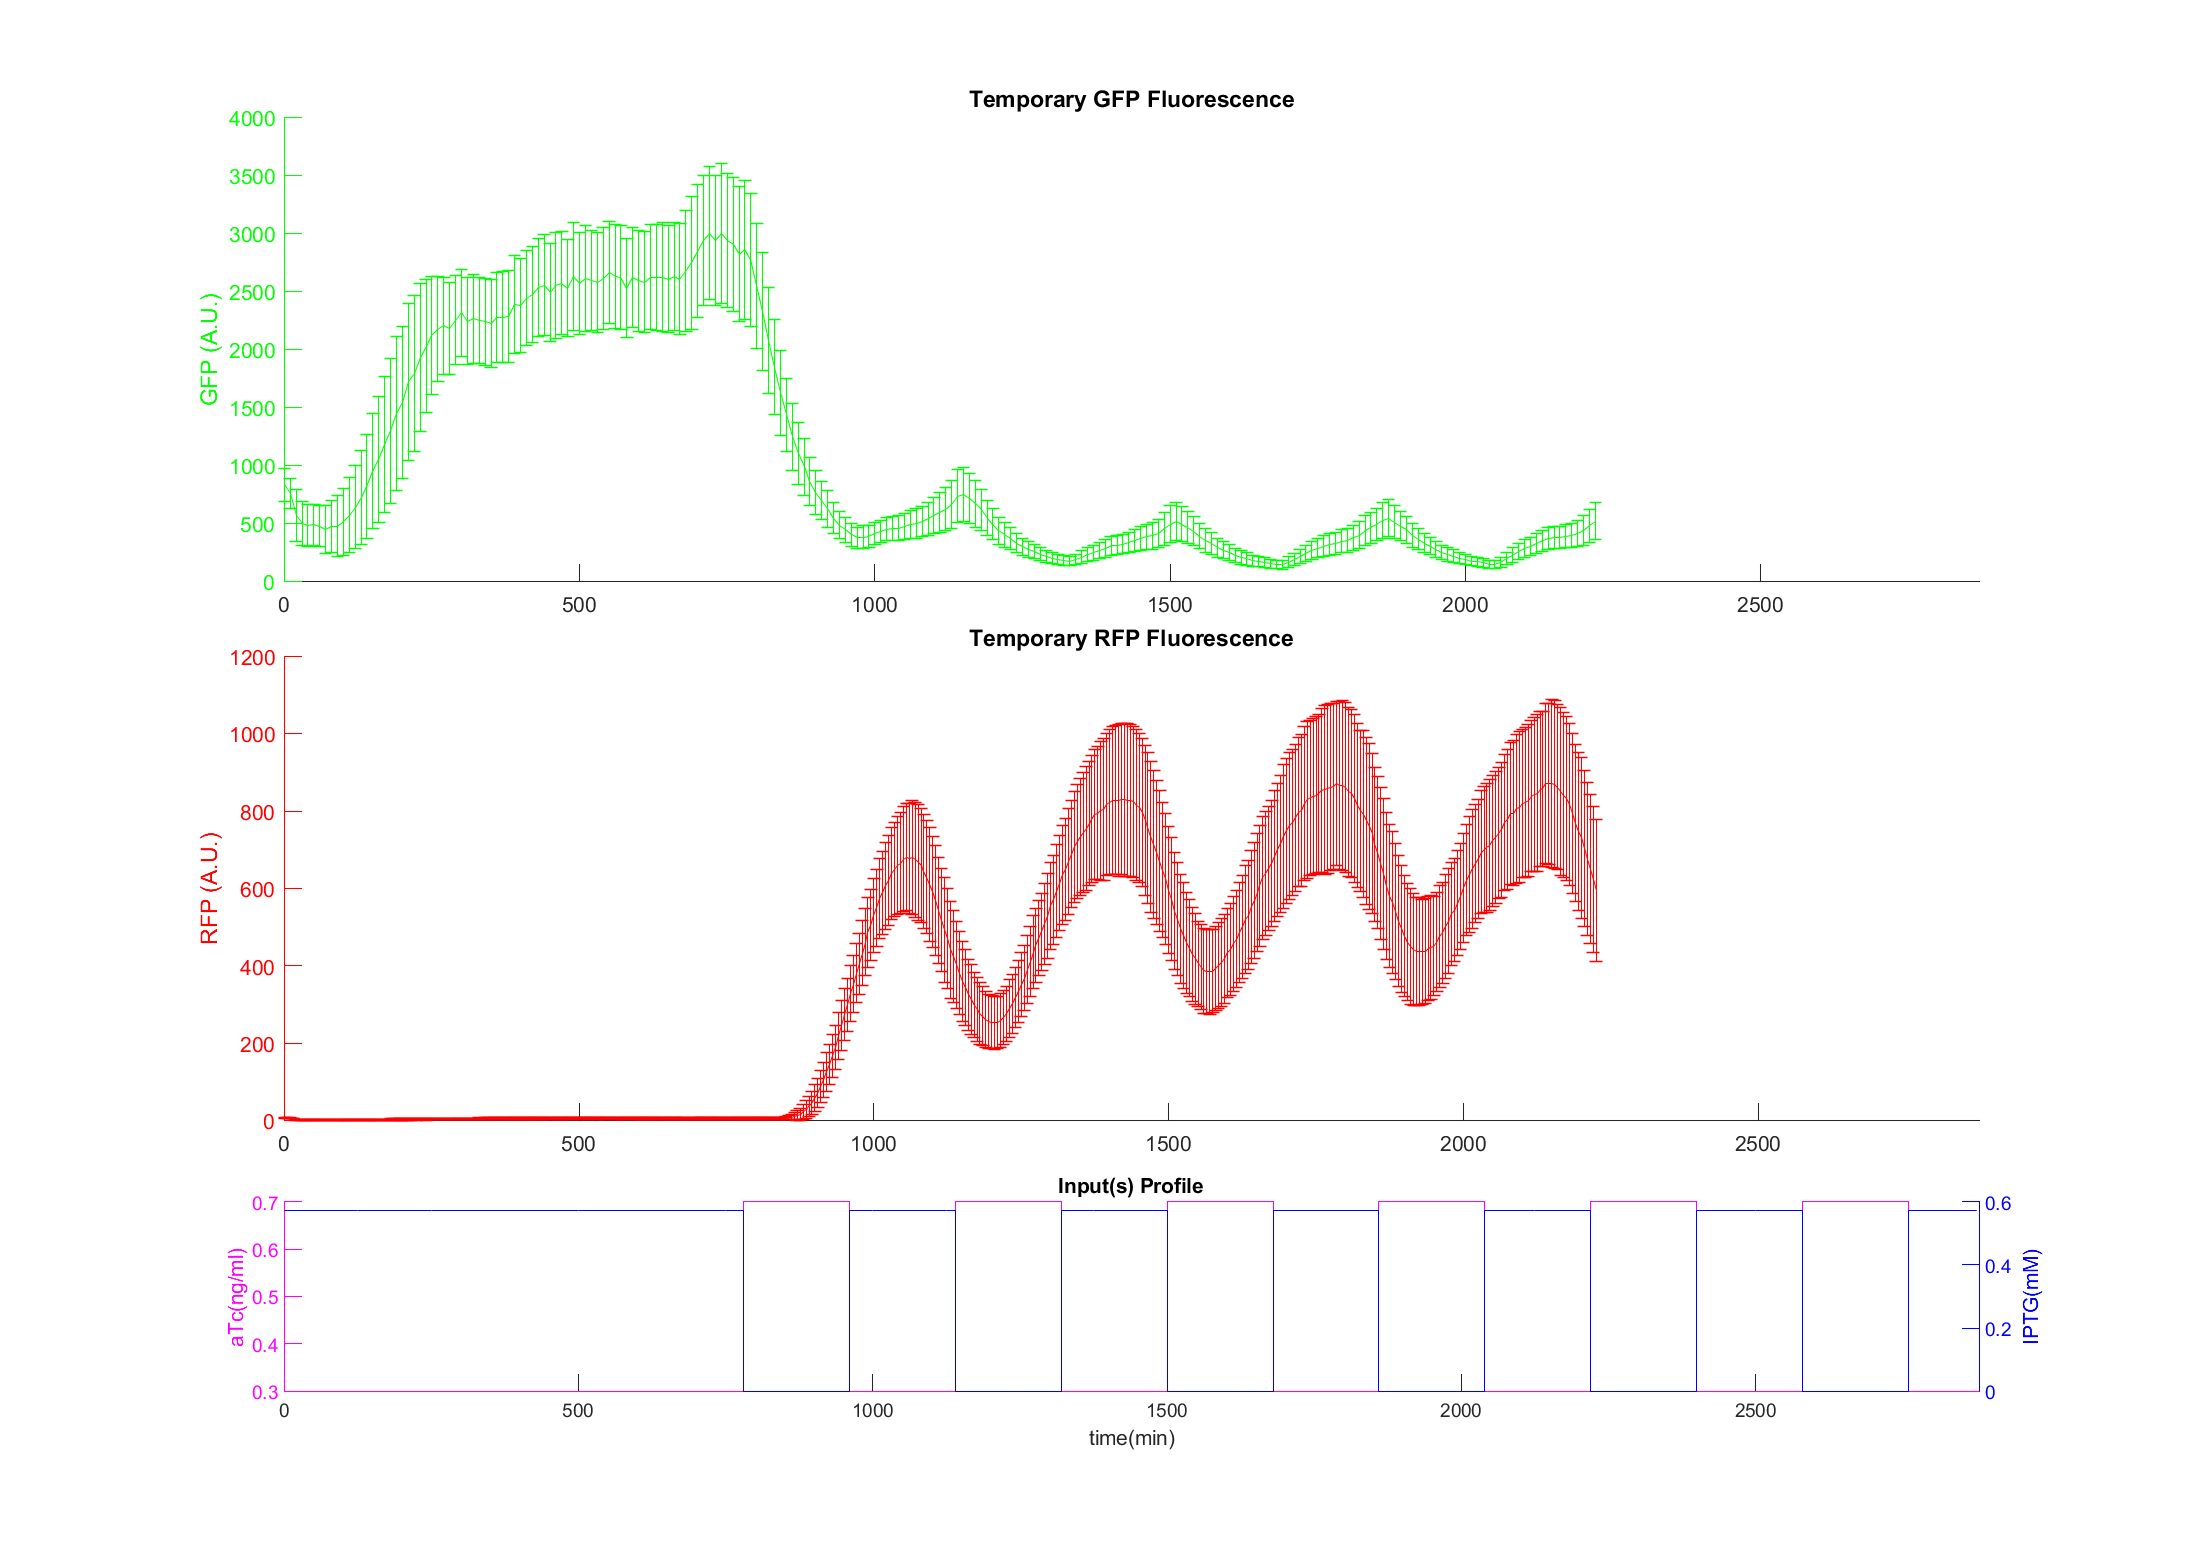 Temporary GFP Fluorescence
4000
3500
3000
2500
2000
1500
1000
500
0
GFP (A.U.)
0 500 1000 1500 2000 2500
Temporary RFP Fluorescence
1200
1000
800
600
400
200
0
RFP (A.U.)
0 500 1000 1500 2000 2500
Input(s) Profile
0.7
0.6
0.5
0.4
0.3
aTc(ng/ml)
0.6
0.4
0.2
0
IPTG(mM)
0 500 1000 1500 2000 2500
time(min)